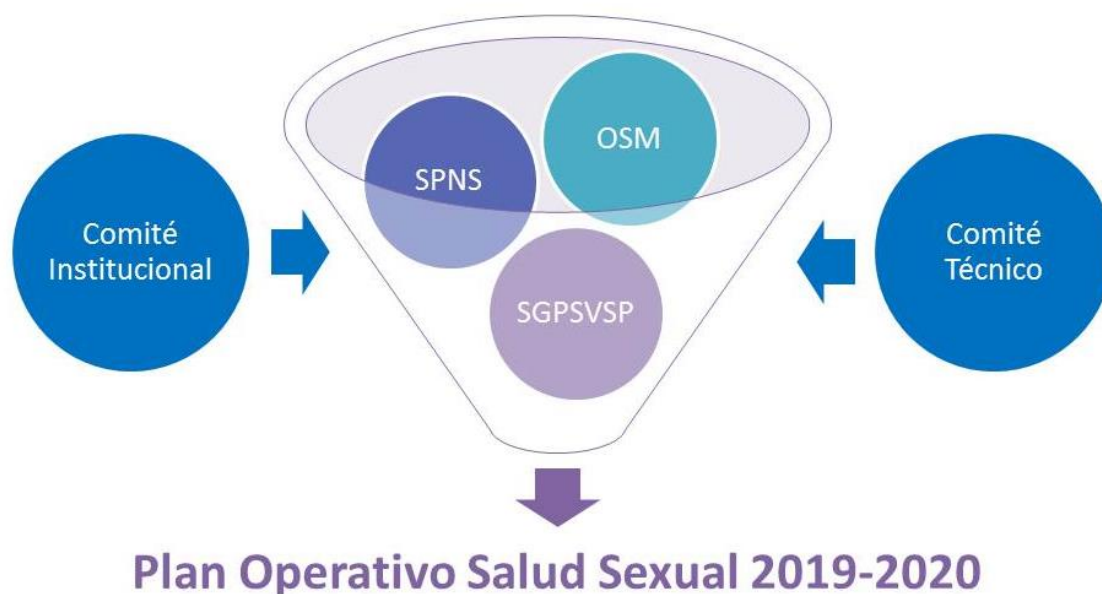 OSM
SPNS
Comité
Institucional
Comité
Técnico
SGPSVSP
Plan Operativo Salud Sexual 2019-2020